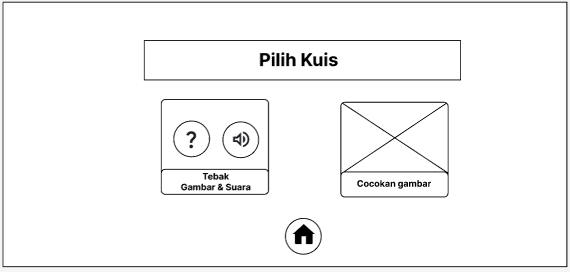 Pilih Kuis
?
Tebak
Gambar & Suara
Cocokan gambar